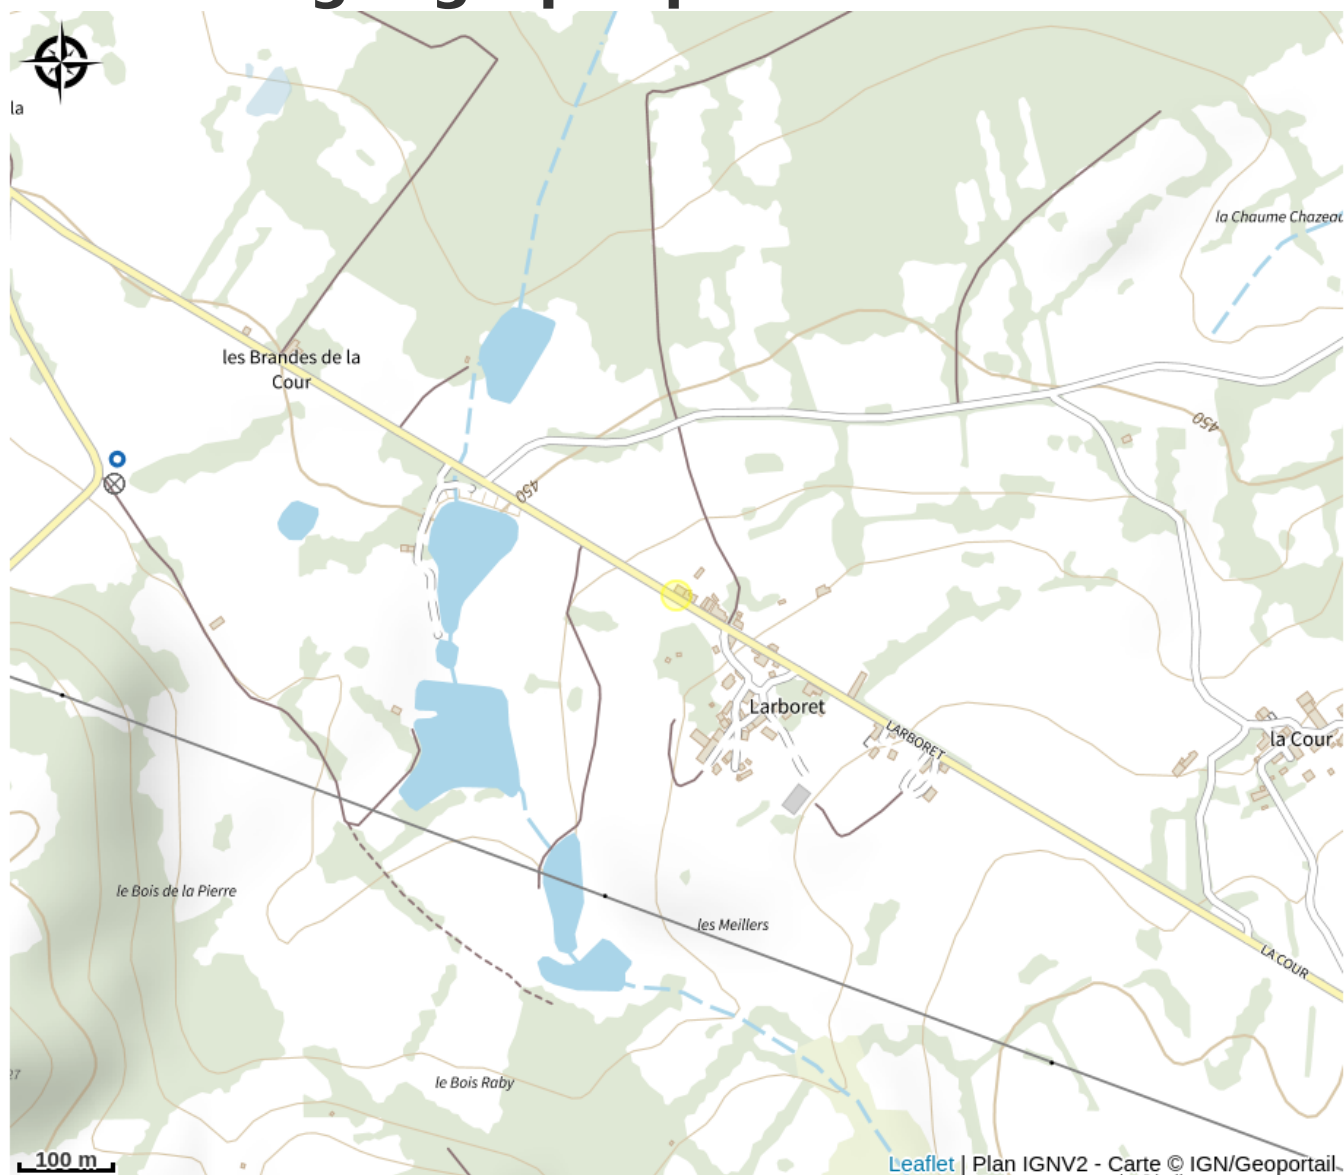 la
la Chaume Chazeau
les Brandes de la
Cour
450
450
Larboret
LARBORET
la Cour
le Bois de la Pierre
les Meillers
LA COUR
le Bois Raby
100 m
Leaflet | Plan IGNV2 - Carte © IGN/Geoportail